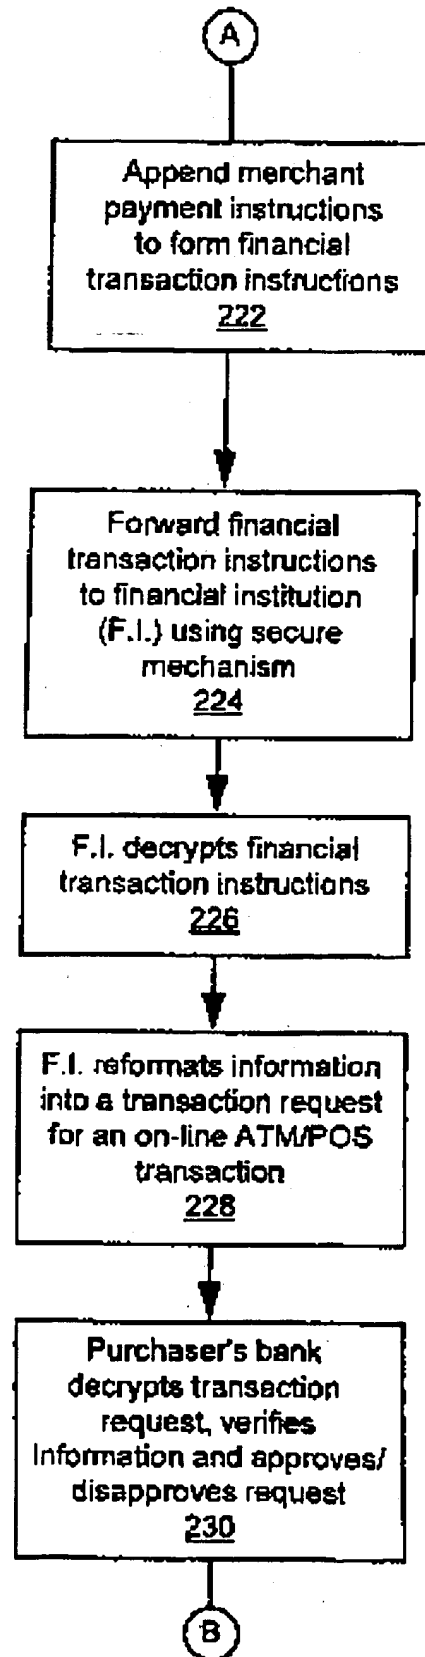 A
Append merchant
payment instructions
to form financial
transaction instructions
222
Forward financial
transaction instructions
to financial institution
(F.I.) using secure
mechanism
224
F.I. decrypts financial
transaction instructions
226
F.I. reformats information
into a transaction request
for an on-line ATM/POS
transaction
228
Purchaser's bank
decrypts transaction
request, verifies
Information and approves/
disapproves request
230
B